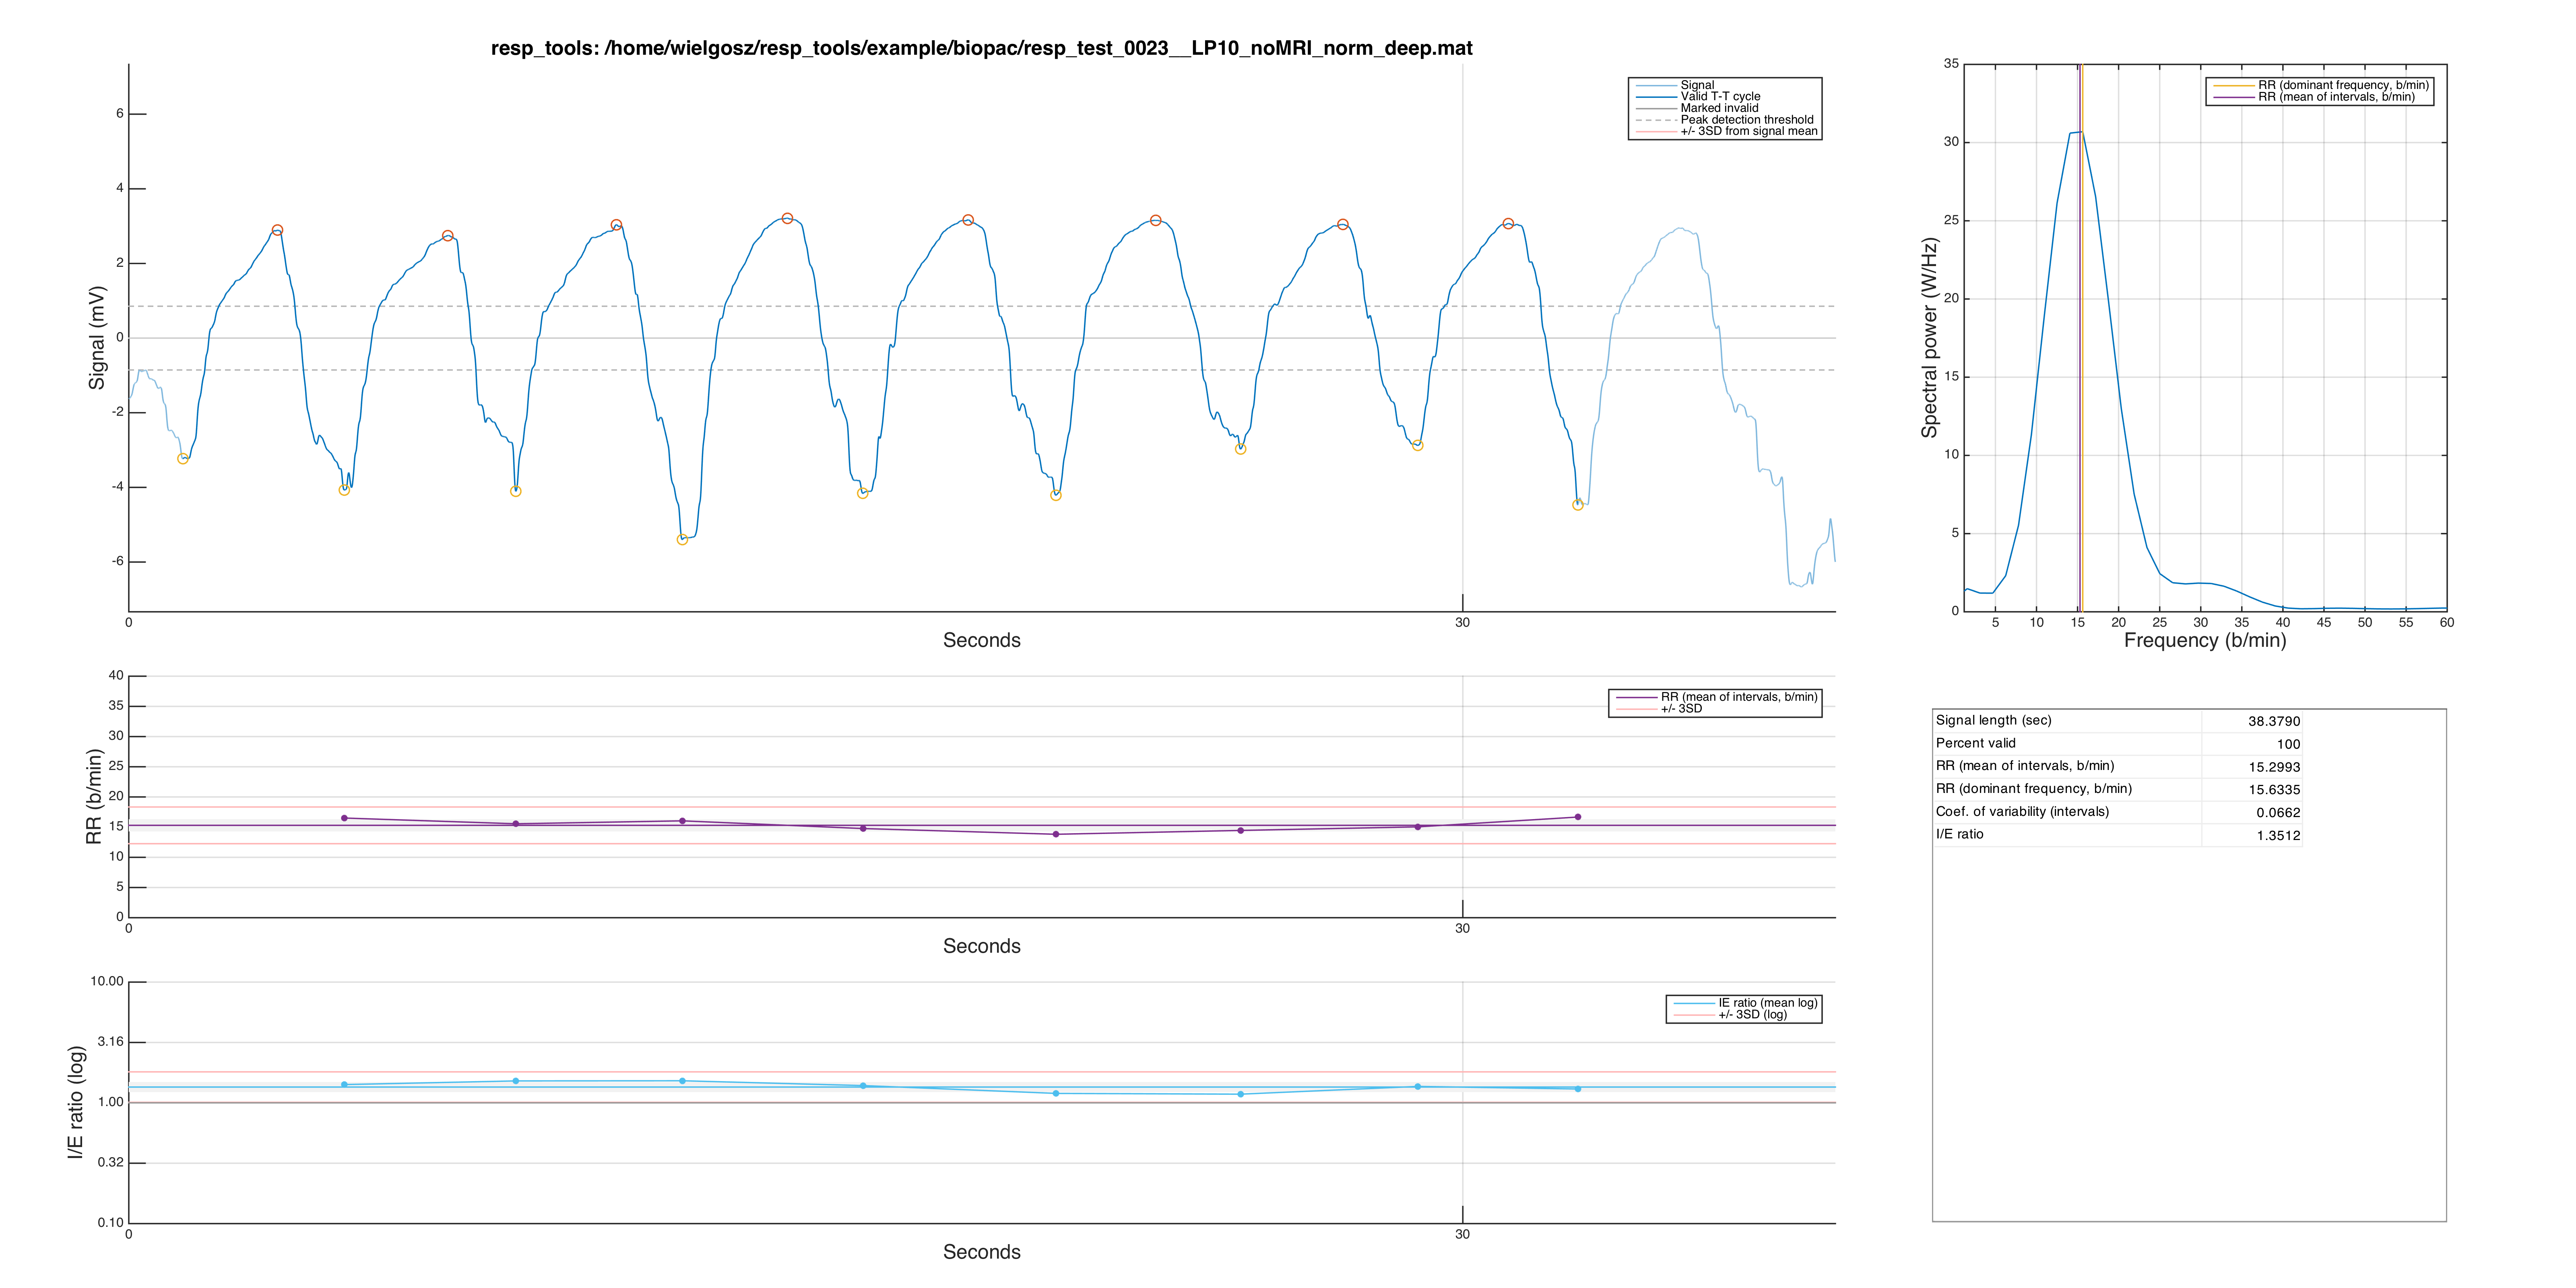 resp_tools: /home/wielgosz/resp_tools/example/biopac/resp_test_0023__LP10_noMRI_norm_deep.mat
Signal (mV)
6
4
2
0
-2
-4
-6
0
30
Seconds
Signal
Valid T-T cycle
Marked invalid
Peak detection threshold
+/- 3SD from signal mean
Spectral power (W/Hz)
35
30
25
20
15
10
5
0
5 10 15 20 25 30 35 40 45 50 55 60
Frequency (b/min)
RR (dominant frequency, b/min)
RR (mean of intervals, b/min)
RR (b/min)
40
35
30
25
20
15
10
5
0
0
30
Seconds
RR (mean of intervals, b/min)
+/- 3SD
Signal length (sec) 38.3790
Percent valid 100
RR (mean of intervals, b/min) 15.2993
RR (dominant frequency, b/min) 15.6335
Coef. of variability (intervals) 0.0662
I/E ratio 1.3512
I/E ratio (log)
10.00
3.16
1.00
0.32
0.10
0
30
Seconds
IE ratio (mean log)
+/- 3SD (log)